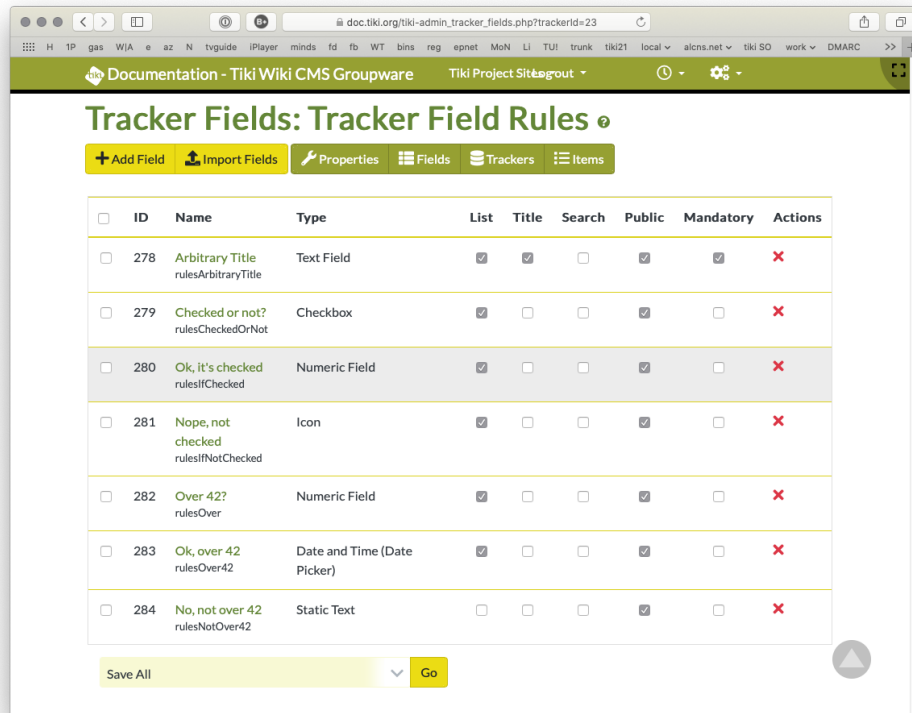 doc.tiki.org/tiki-admin_tracker_fields.php?trackerId=23
H 1P gas W|A e az N tvguide iPlayer minds fd fb WT bins reg epnet MoN Li TU! trunk tiki21 local alcns.net tiki SO work DMARC >>
tiki Documentation - Tiki Wiki CMS Groupware Tiki Project Sites Logout
Tracker Fields: Tracker Field Rules
Add Field Import Fields Properties Fields Trackers Items
ID Name Type List Title Search Public Mandatory Actions
278 Arbitrary Title Text Field
rulesArbitraryTitle
279 Checked or not? Checkbox
rulesCheckedOrNot
280 Ok, it's checked Numeric Field
rulesIfChecked
281 Nope, not Icon
checked
rulesIfNotChecked
282 Over 42? Numeric Field
rulesOver
283 Ok, over 42 Date and Time (Date
rulesOver42 Picker)
284 No, not over 42 Static Text
rulesNotOver42
Save All Go